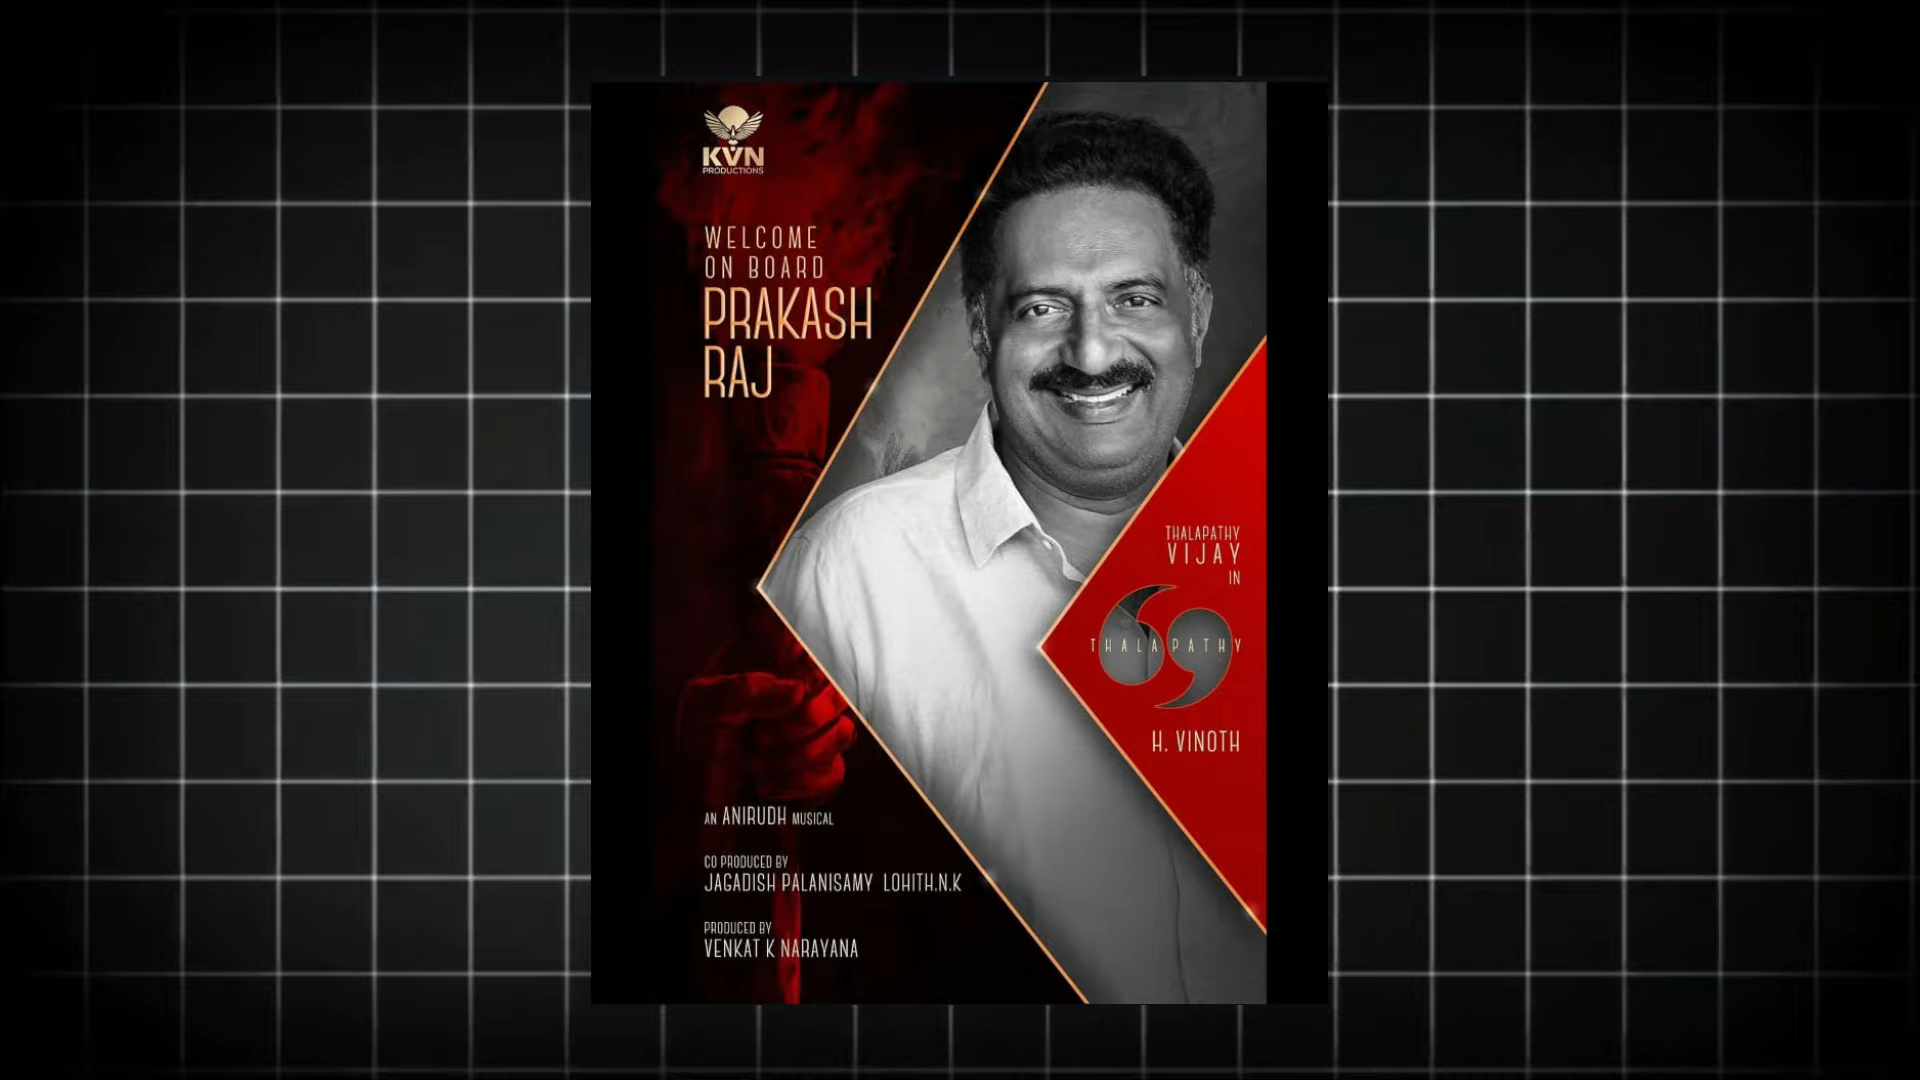 KVN
PRODUCTIONS
WELCOME
ON BOARD
PRAKASH
RAJ
THALAPATHY
VIJAY
IN
THALAPATHY
69
H. VINOTH
AN ANIRUDH MUSICAL
CO PRODUCED BY
JAGADISH PALANISAMY LOHITH.N.K
PRODUCED BY
VENKAT K NARAYANA